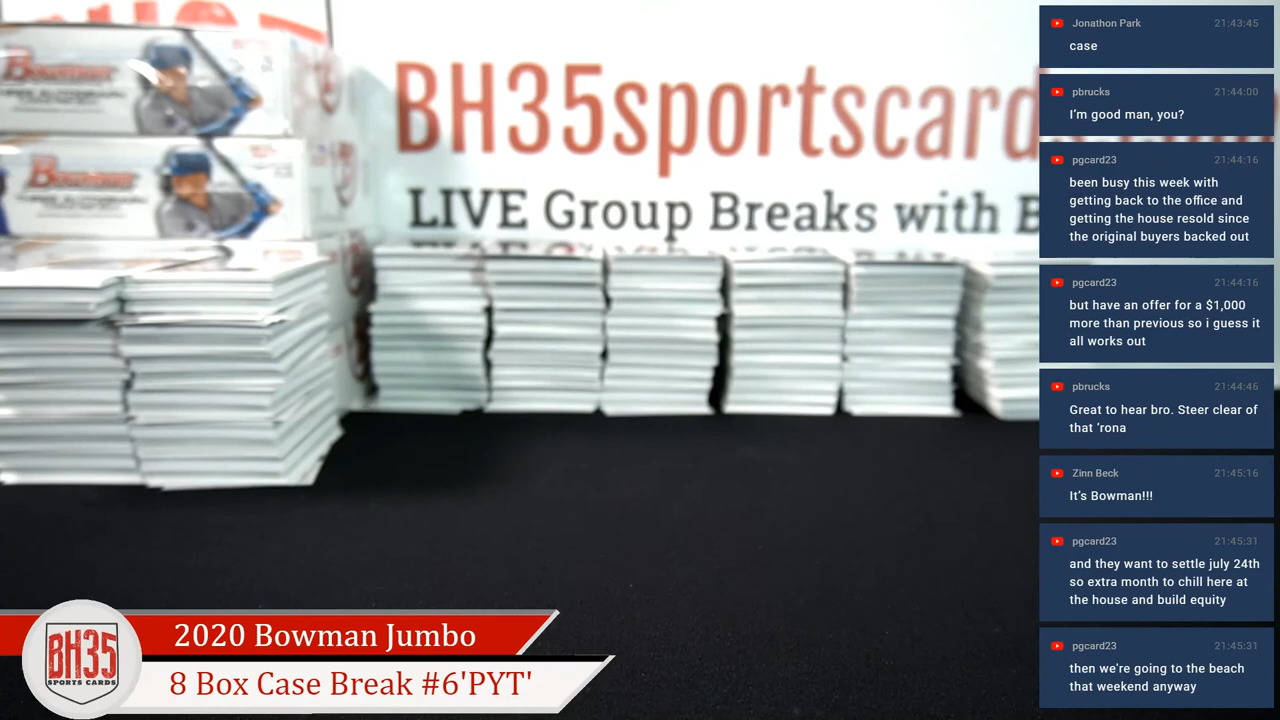 Bowman
Bowman
BH35sportscard
LIVE Group Breaks with B
Jonathon Park 21:43:45
case
pbrucks 21:44:00
I'm good man, you?
pgcard23 21:44:16
been busy this week with
getting back to the office and
getting the house resold since
the original buyers backed out
pgcard23 21:44:16
but have an offer for a $1,000
more than previous so i guess it
all works out
pbrucks 21:44:46
Great to hear bro. Steer clear of
that ‘rona
Zinn Beck 21:45:16
It’s Bowman!!!
pgcard23 21:45:31
and they want to settle july 24th
so extra month to chill here at
the house and build equity
pgcard23 21:45:31
then we're going to the beach
that weekend anyway
BH35
SPORTS CARDS
2020 Bowman Jumbo
8 Box Case Break #6'PYT'